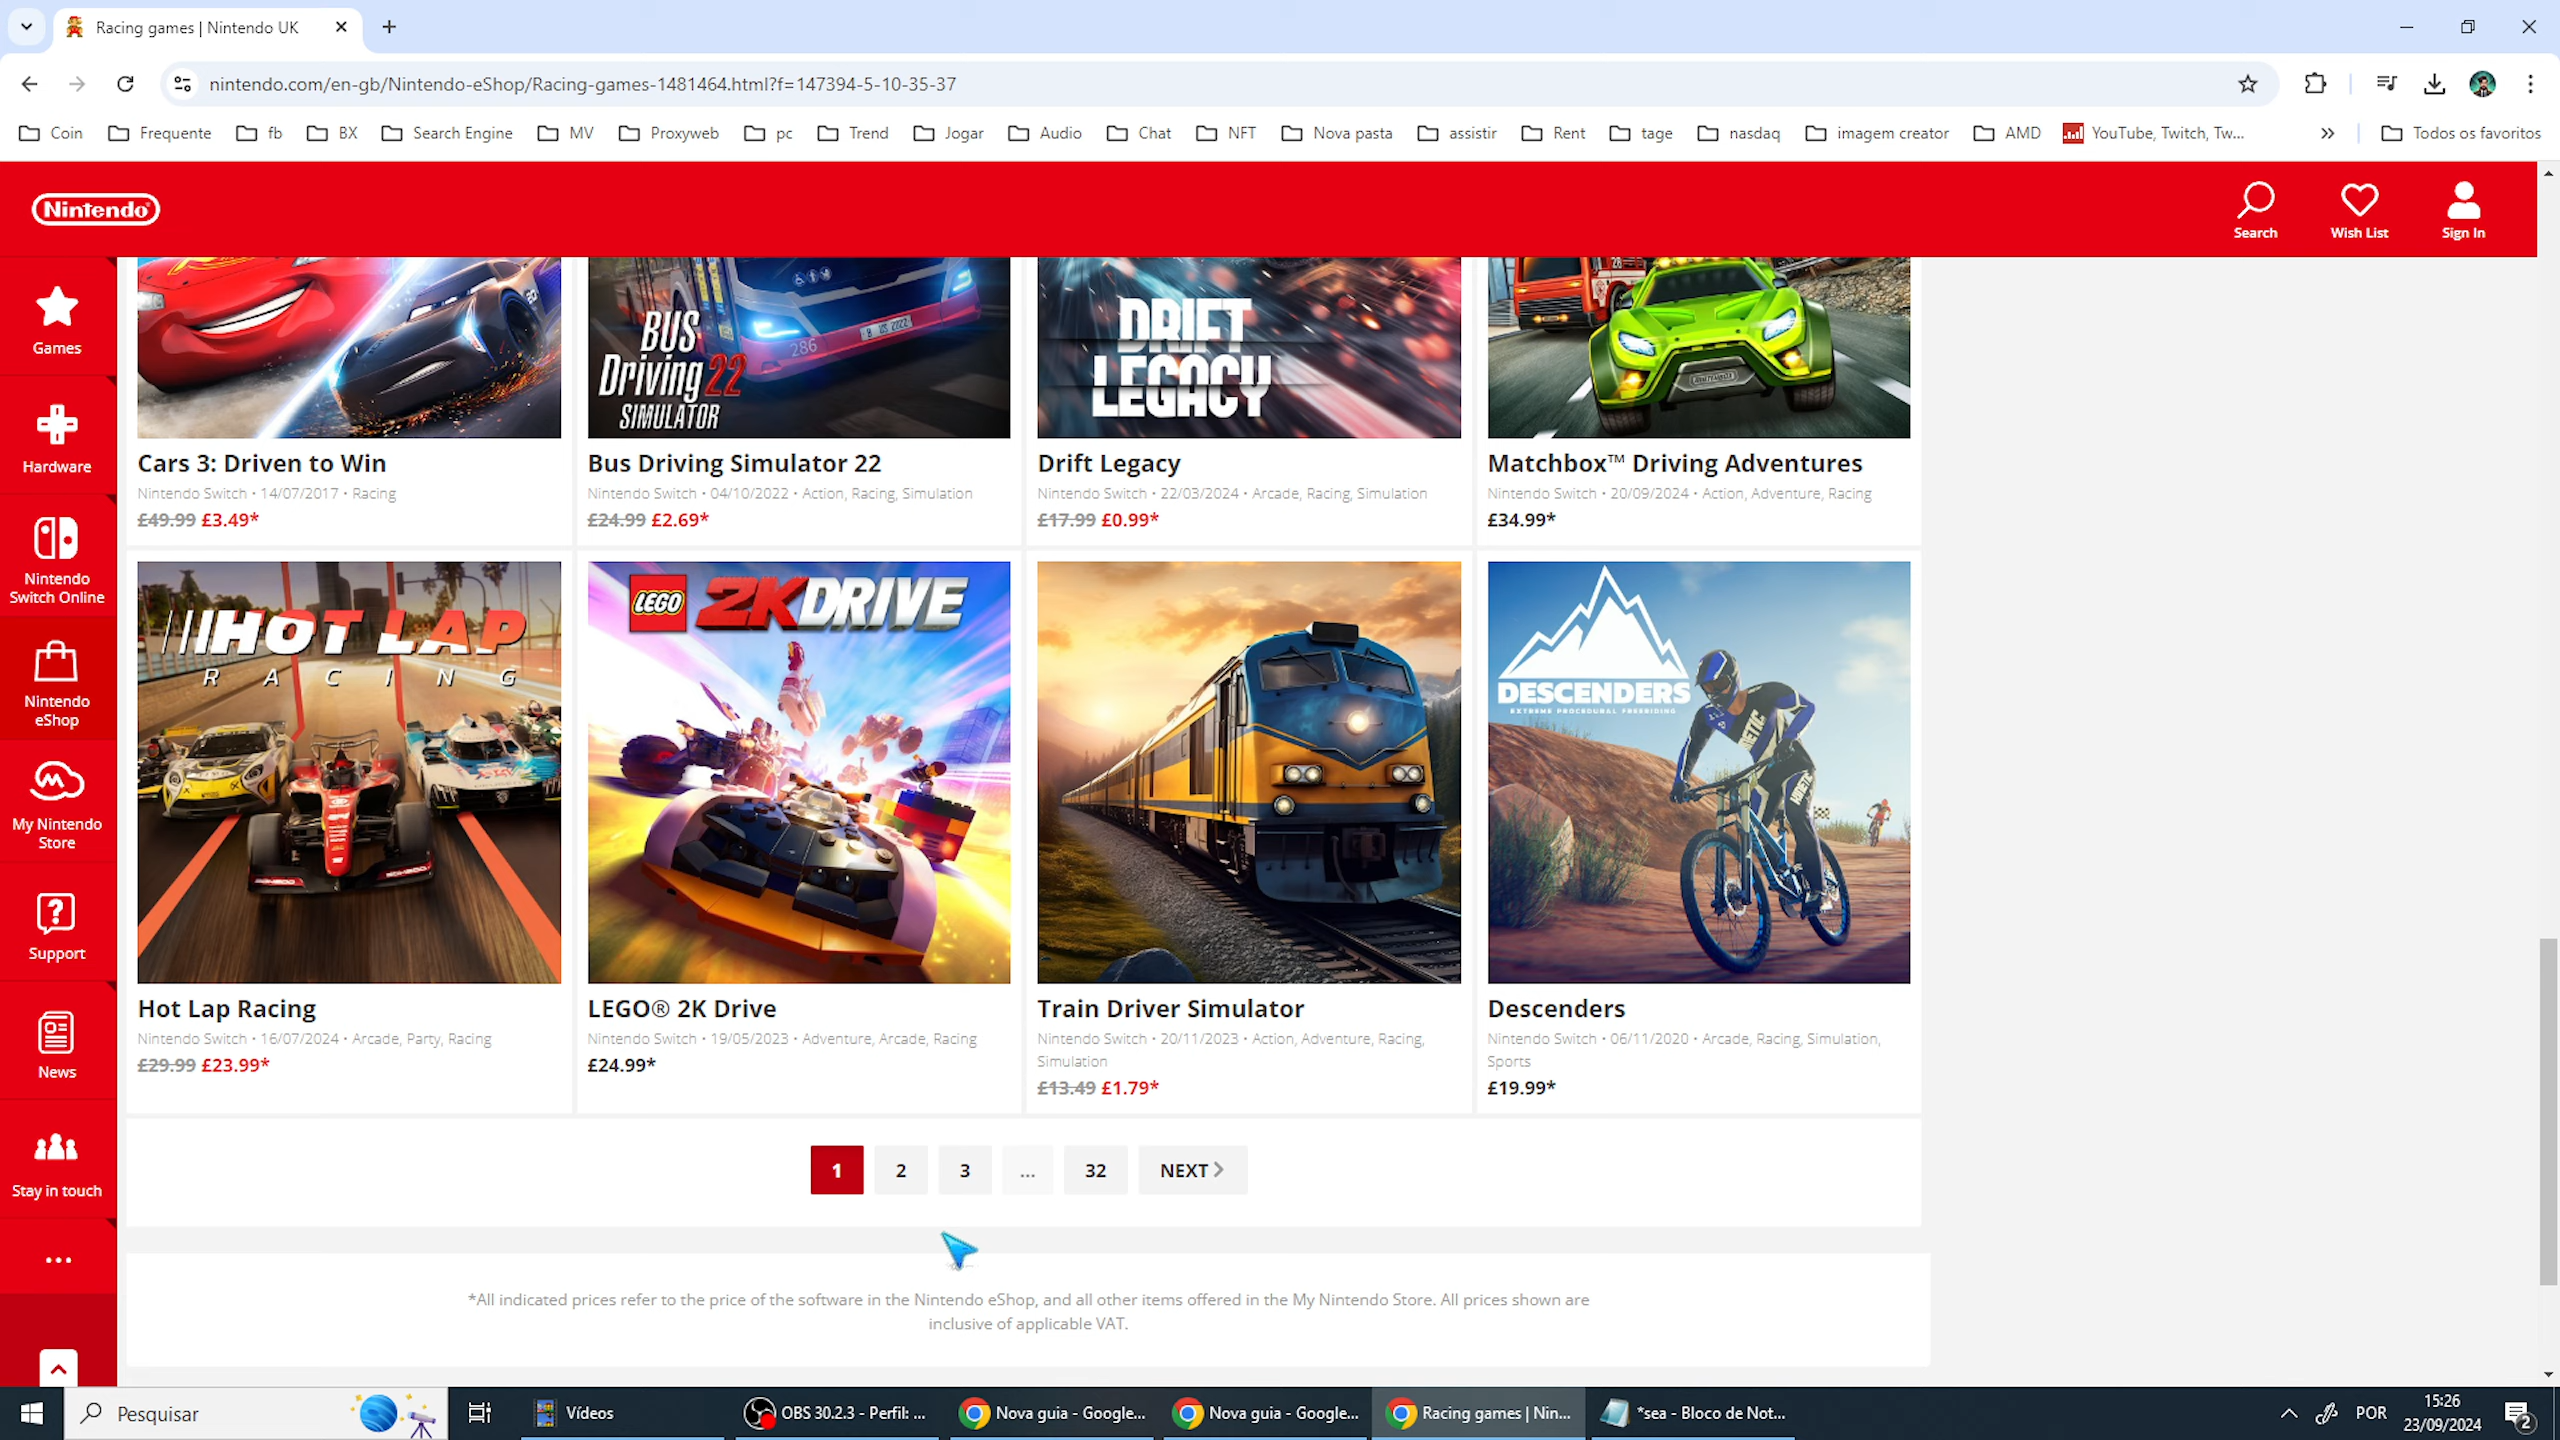 Racing games | Nintendo UK
nintendo.com/en-gb/Nintendo-eShop/Racing-games-1481464.html?f=147394-5-10-35-37
Coin Frequente fb BX Search Engine MV Proxyweb pc Trend Jogar Audio Chat NFT Nova pasta assistir Rent tage nasdaq imagem creator AMD YouTube, Twitch, Tw... Todos os favoritos
Nintendo
Search Wish List Sign In
Games
Hardware
Nintendo
Switch Online
Nintendo
eShop
My Nintendo
Store
Support
News
Stay in touch
BUS
Driving 22
SIMULATOR
286
B US 2022
DRIFT
LEGACY
28
MATCHBOX
Cars 3: Driven to Win
Nintendo Switch • 14/07/2017 • Racing
£49.99 £3.49*
Bus Driving Simulator 22
Nintendo Switch • 04/10/2022 • Action, Racing, Simulation
£24.99 £2.69*
Drift Legacy
Nintendo Switch • 22/03/2024 • Arcade, Racing, Simulation
£17.99 £0.99*
Matchbox™ Driving Adventures
Nintendo Switch • 20/09/2024 • Action, Adventure, Racing
£34.99*
HOT LAP
RACING
LEGO 2K DRIVE
DESCENDERS
EXTREME PROCEDURAL FREERIDING
Hot Lap Racing
Nintendo Switch • 16/07/2024 • Arcade, Party, Racing
£29.99 £23.99*
LEGO® 2K Drive
Nintendo Switch • 19/05/2023 • Adventure, Arcade, Racing
£24.99*
Train Driver Simulator
Nintendo Switch • 20/11/2023 • Action, Adventure, Racing,
Simulation
£13.49 £1.79*
Descenders
Nintendo Switch • 06/11/2020 • Arcade, Racing, Simulation,
Sports
£19.99*
1 2 3 ... 32 NEXT
*All indicated prices refer to the price of the software in the Nintendo eShop, and all other items offered in the My Nintendo Store. All prices shown are
inclusive of applicable VAT.
Pesquisar
Vídeos
OBS 30.2.3 - Perfil: ...
Nova guia - Google...
Nova guia - Google...
Racing games | Nin...
*sea - Bloco de Not...
POR
15:26
23/09/2024
2